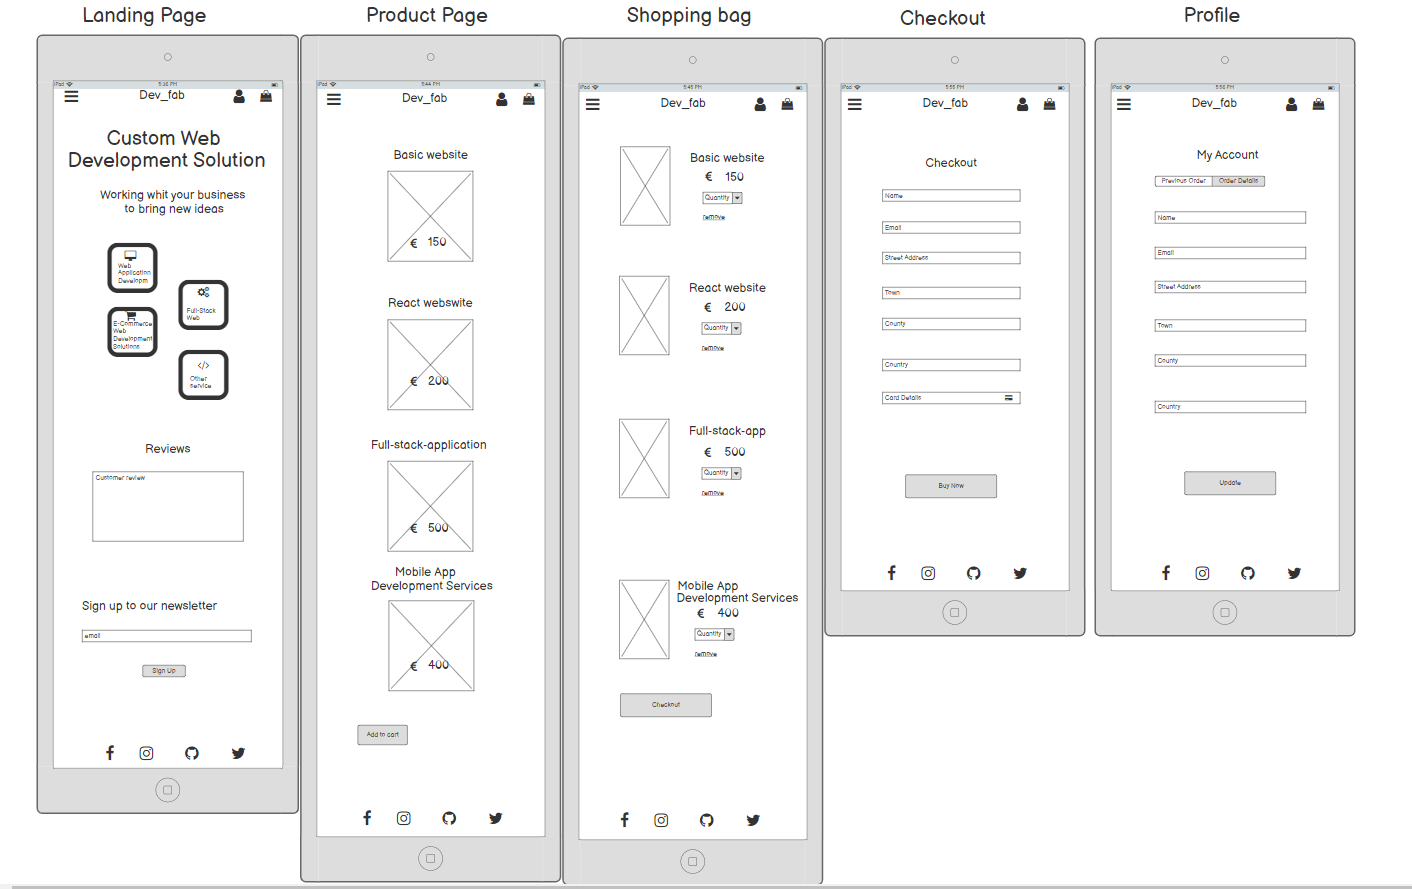 Landing Page
iPad
5:36 PM
Dev_fab
Custom Web
Development Solution
Working whit your business
to bring new ideas
Web
Application
Developm
Full-Stack
Web
E-Commerce
Web
Development
Solutions
Other
service
Reviews
Customer review
Sign up to our newsletter
email
Sign Up
Product Page
iPad
5:44 PM
Dev_fab
Basic website
€ 150
React webswite
€ 200
Full-stack-application
€ 500
Mobile App
Development Services
€ 400
Add to cart
Shopping bag
iPad
5:45 PM
Dev_fab
Basic website
€ 150
Quantity
remove
React website
€ 200
Quantity
remove
Full-stack-app
€ 500
Quantity
remove
Mobile App
Development Services
€ 400
Quantity
remove
Checkout
Checkout
iPad
5:55 PM
Dev_fab
Checkout
Name
Email
Street Address
Town
County
Country
Card Details
Buy Now
Profile
iPad
5:56 PM
Dev_fab
My Account
Previous Order
Order Details
Name
Email
Street Address
Town
County
Country
Update